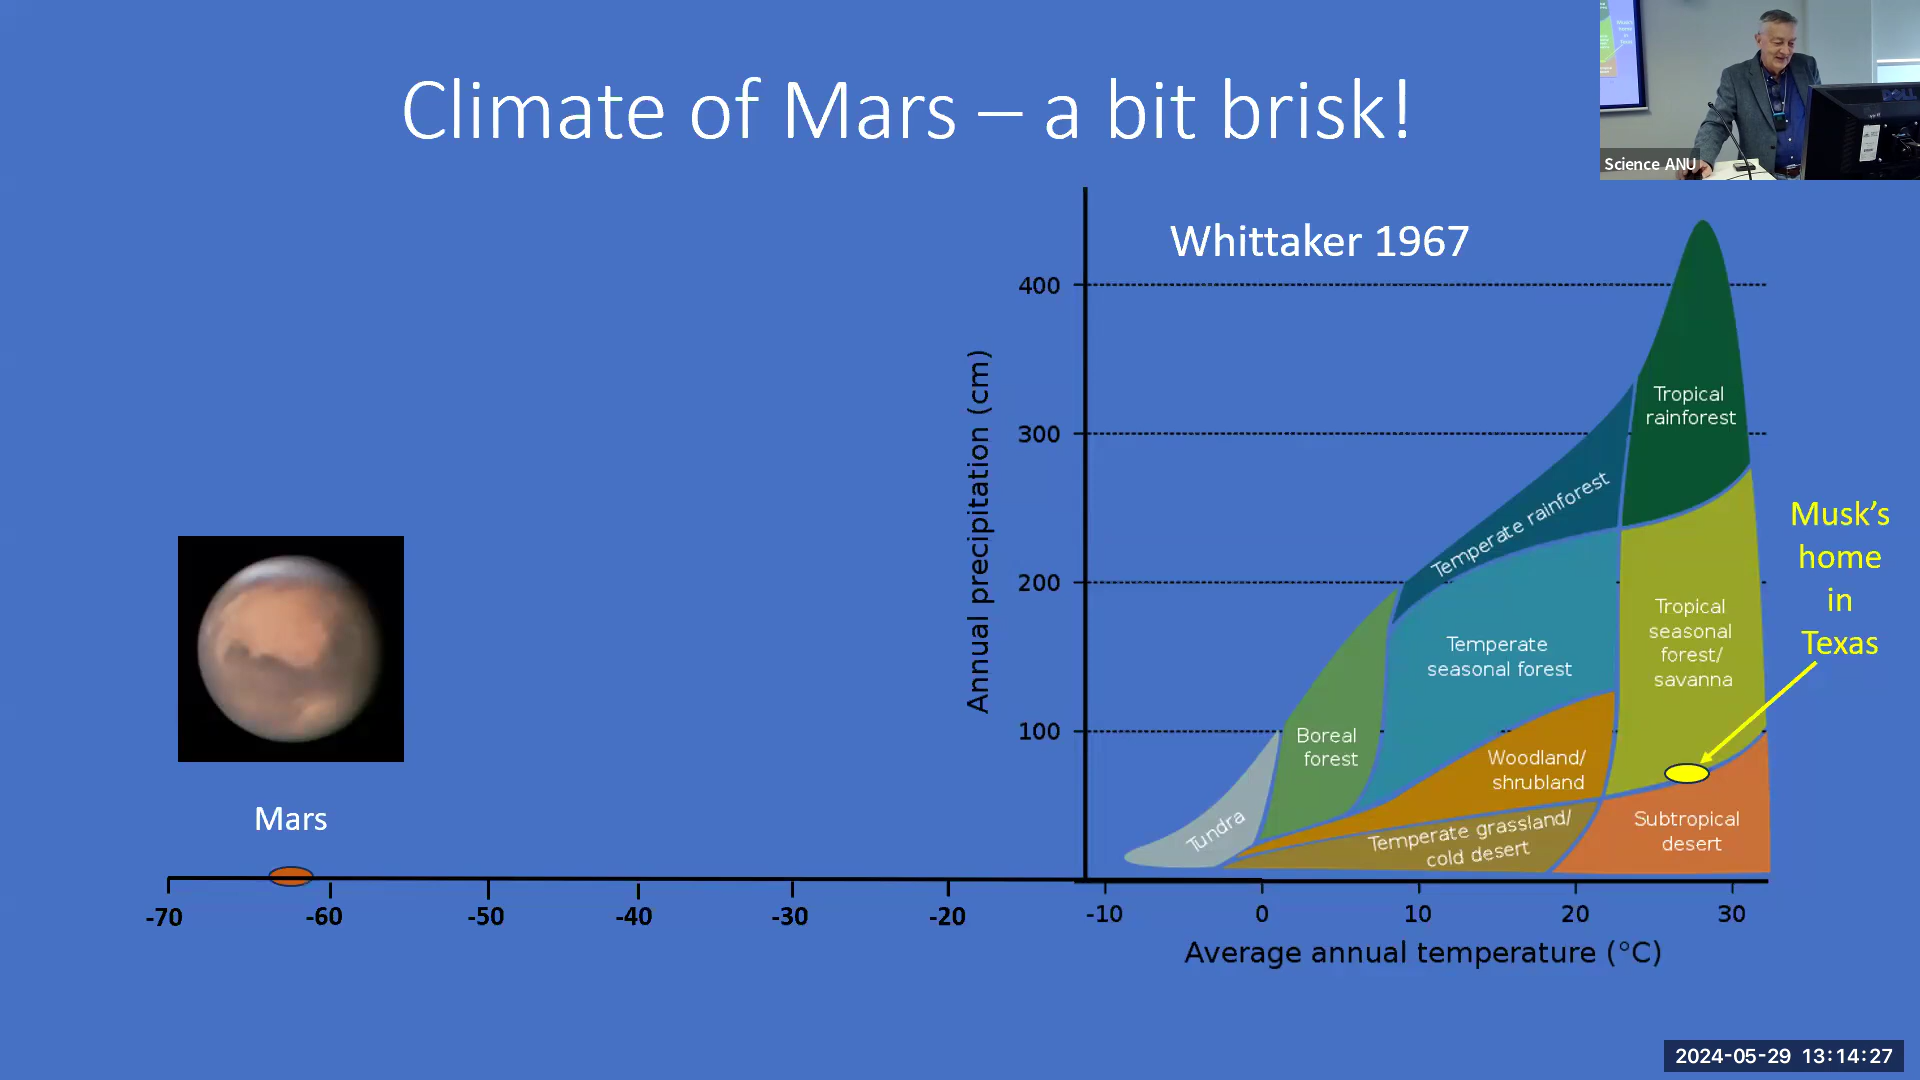 Climate of Mars – a bit brisk!
Science ANU
DELL
Whittaker 1967
400
300
200
100
Annual precipitation (cm)
Tropical
rainforest
Temperate rainforest
Tropical
seasonal
forest/
savanna
Temperate
seasonal forest
Boreal
forest
Woodland/
shrubland
Tundra
Temperate grassland/
cold desert
Subtropical
desert
Musk's
home
in
Texas
Mars
-70 -60 -50 -40 -30 -20 -10 0 10 20 30
Average annual temperature (°C)
2024-05-29 13:14:27